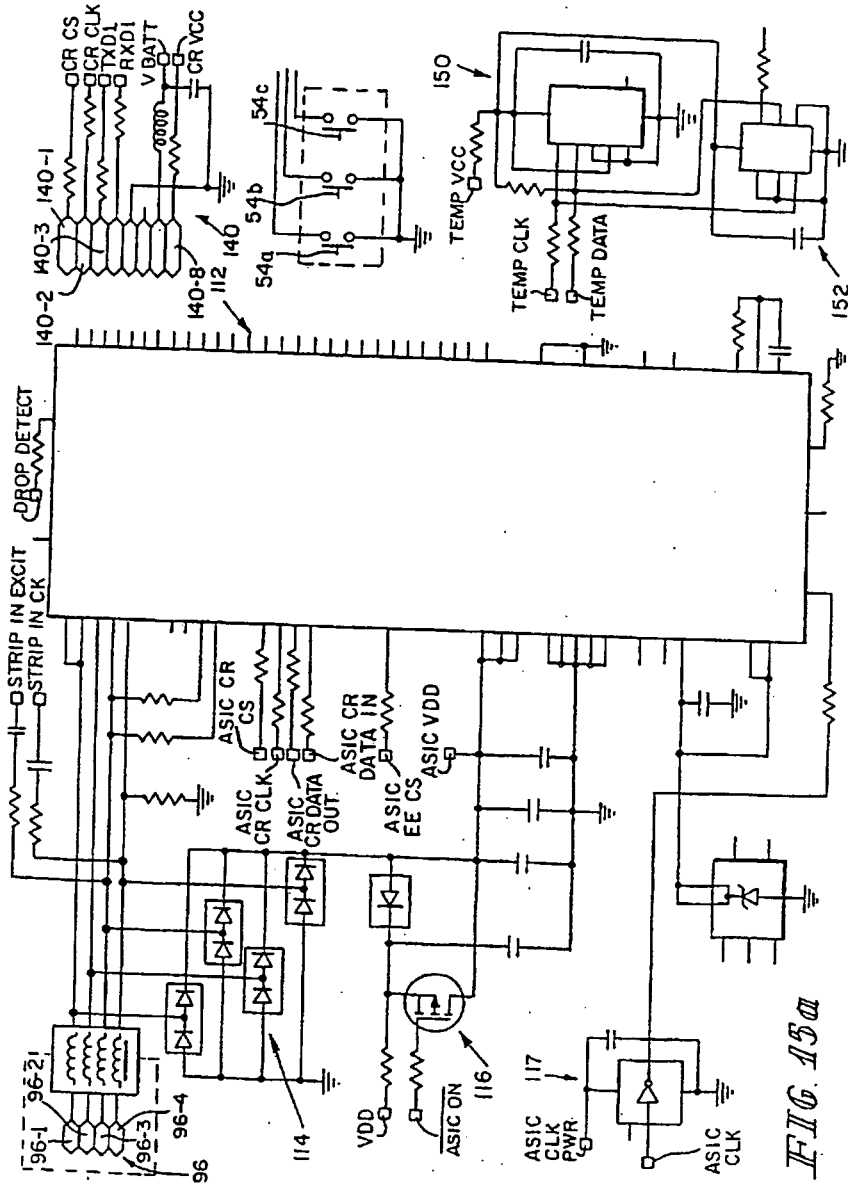 96-1
96-2
96-3
96-4
96
STRIP IN EXCIT
STRIP IN CK
DROP DETECT
140-2
140-3
140-1
CR CS
CR CLK
TXD1
RXD1
V BATT
CR VCC
140-8
112
140
54a
54b
54c
114
ASIC CR
CS
ASIC
CR CLK
ASIC
CR DATA
OUT
ASIC CR
DATA IN
ASIC
EE CS
ASIC VDD
TEMP VCC
150
TEMP CLK
TEMP DATA
152
VDD
ASIC ON
116
ASIC
CLK
PWR
117
ASIC
CLK
FIG. 15a